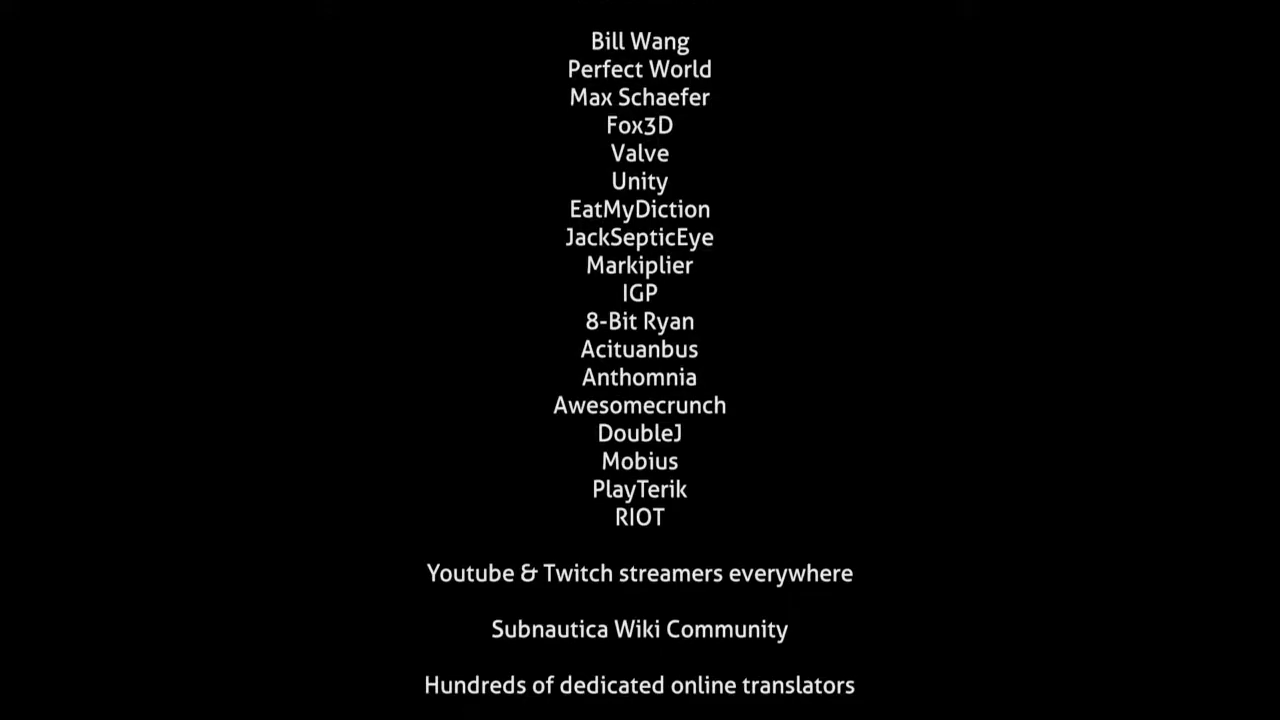 Bill Wang
Perfect World
Max Schaefer
Fox3D
Valve
Unity
EatMyDiction
JackSepticEye
Markiplier
IGP
8-Bit Ryan
Acituanbus
Anthomnia
Awesomecrunch
DoubleJ
Mobius
PlayTerik
RIOT
Youtube & Twitch streamers everywhere
Subnautica Wiki Community
Hundreds of dedicated online translators